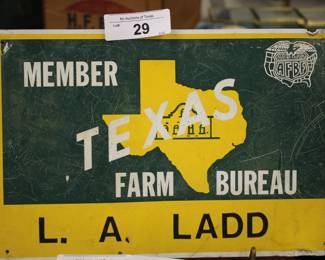 H.F.
29
MEMBER
AFBF
TEXAS
FARM BUREAU
L. A. LADD